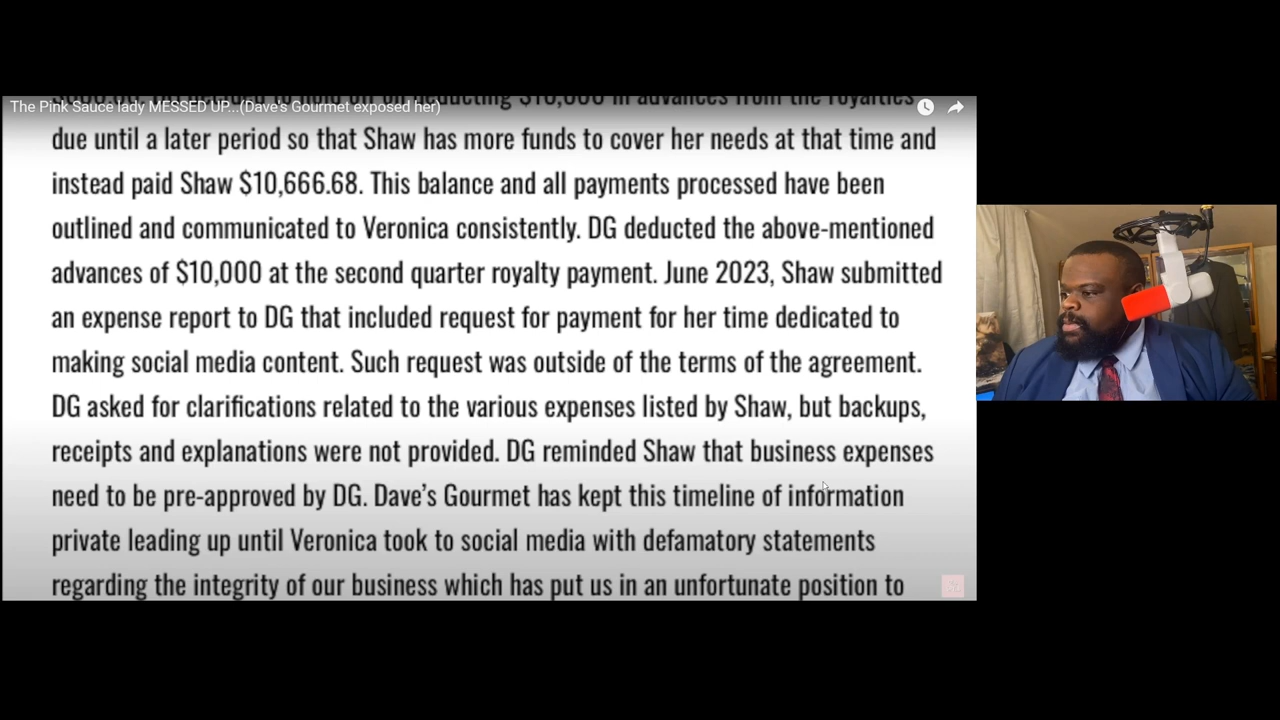 The Pink Sauce lady MESSED UP...(Dave's Gourmet exposed her)
deducting $10,000 in advances from the royalties
due until a later period so that Shaw has more funds to cover her needs at that time and
instead paid Shaw $10,666.68. This balance and all payments processed have been
outlined and communicated to Veronica consistently. DG deducted the above-mentioned
advances of $10,000 at the second quarter royalty payment. June 2023, Shaw submitted
an expense report to DG that included request for payment for her time dedicated to
making social media content. Such request was outside of the terms of the agreement.
DG asked for clarifications related to the various expenses listed by Shaw, but backups,
receipts and explanations were not provided. DG reminded Shaw that business expenses
need to be pre-approved by DG. Dave's Gourmet has kept this timeline of information
private leading up until Veronica took to social media with defamatory statements
regarding the integrity of our business which has put us in an unfortunate position to